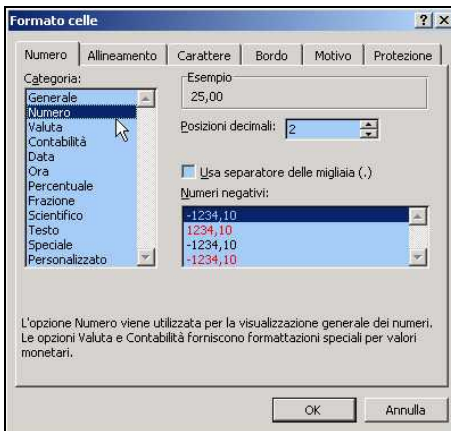 Formato celle
Numero Allineamento Carattere Bordo Motivo Protezione
Categoria:
Generale
Numero
Valuta
Contabilità
Data
Ora
Percentuale
Frazione
Scientifico
Testo
Speciale
Personalizzato
Esempio
25,00
Posizioni decimali: 2
Usa separatore delle migliaia (.)
Numeri negativi:
-1234,10
1234,10
-1234,10
-1234,10
L'opzione Numero viene utilizzata per la visualizzazione generale dei numeri.
Le opzioni Valuta e Contabilità forniscono formattazioni speciali per valori
monetari.
OK Annulla